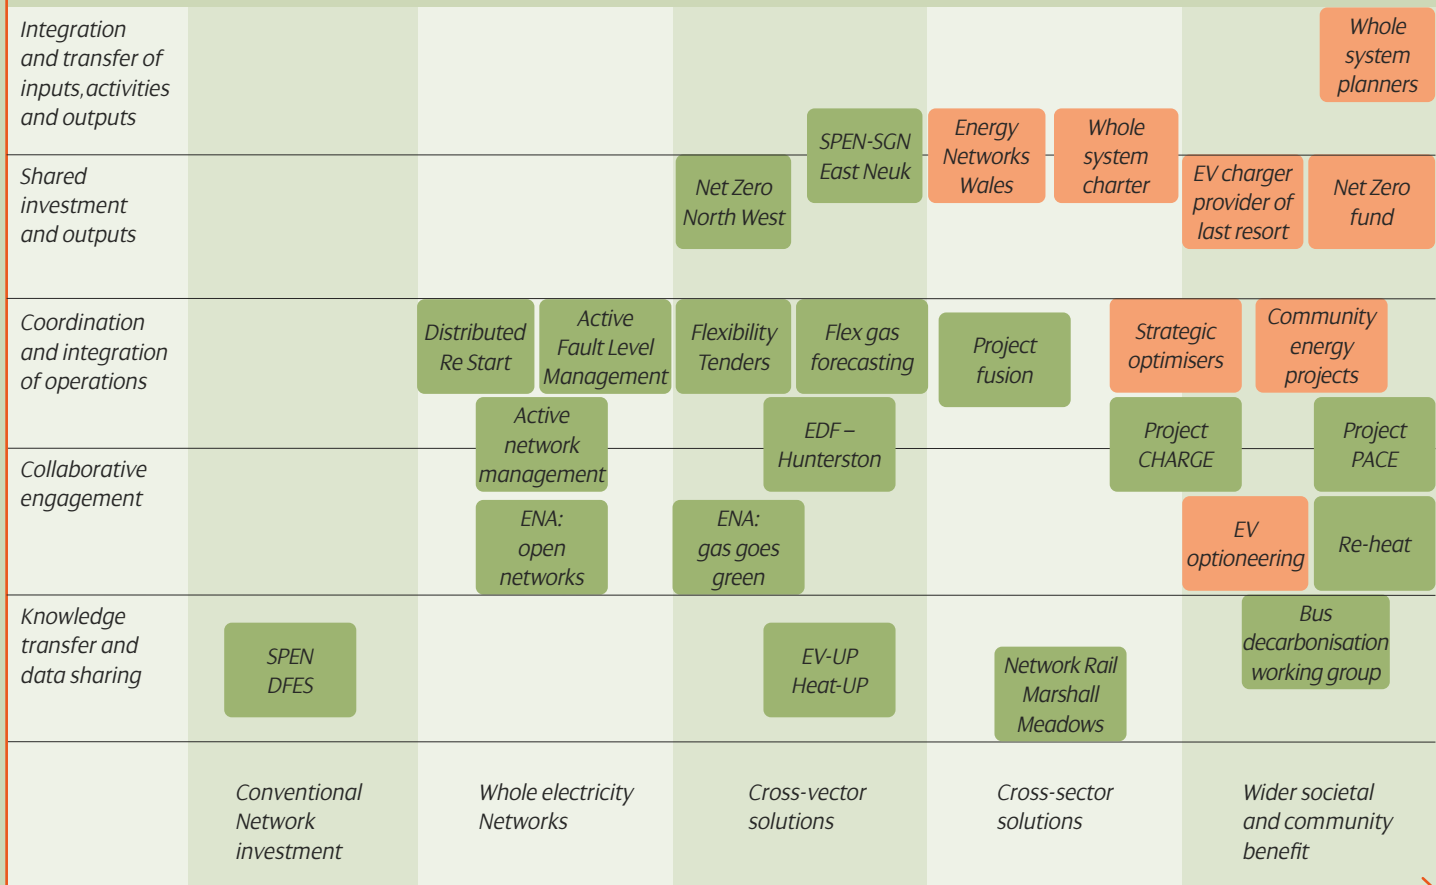 Integration
and transfer of
inputs, activities
and outputs
Whole
system
planners
SPEN-SGN
East Neuk
Energy
Networks
Wales
Whole
system
charter
Shared
investment
and outputs
Net Zero
North West
EV charger
provider of
last resort
Net Zero
fund
Coordination
and integration
of operations
Distributed
Re Start
Active
Fault Level
Management
Flexibility
Tenders
Flex gas
forecasting
Project
fusion
Strategic
optimisers
Community
energy
projects
Active
network
management
EDF –
Hunterston
Project
CHARGE
Project
PACE
Collaborative
engagement
ENA:
open
networks
ENA:
gas goes
green
EV
optioneering
Re-heat
Knowledge
transfer and
data sharing
SPEN
DFES
EV-UP
Heat-UP
Network Rail
Marshall
Meadows
Bus
decarbonisation
working group
Conventional
Network
investment
Whole electricity
Networks
Cross-vector
solutions
Cross-sector
solutions
Wider societal
and community
benefit